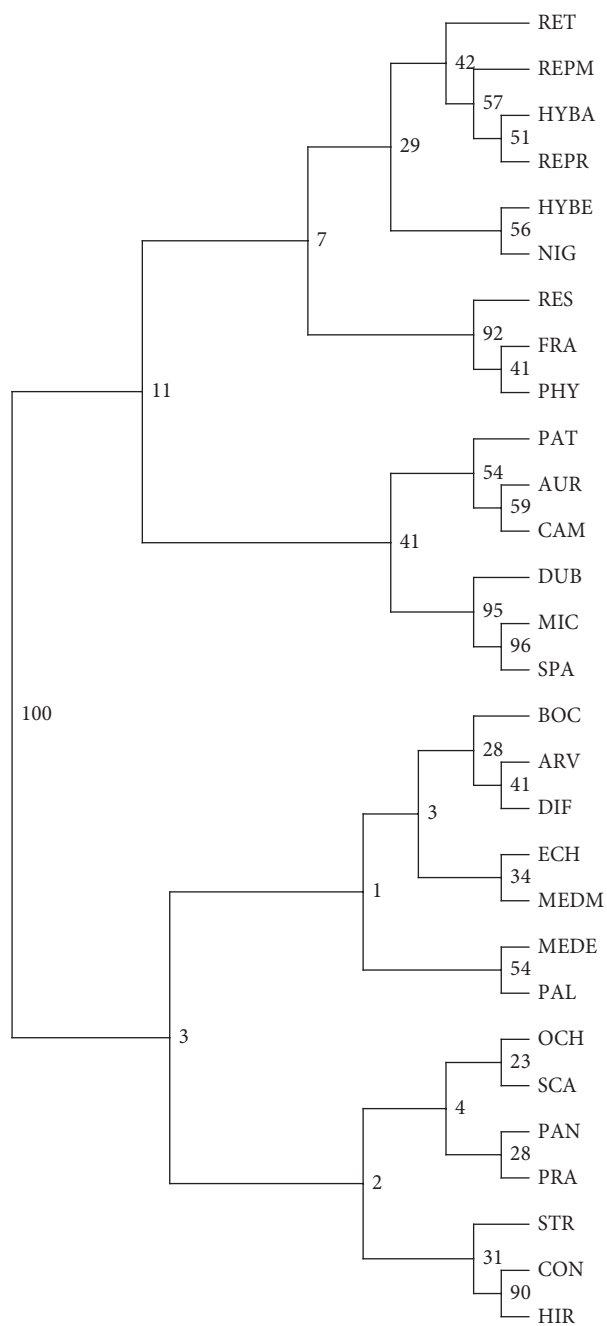 RET
42
REPM
57
HYBA
51
REPR
29
HYBE
56
NIG
7
RES
92
FRA
41
PHY
11
PAT
54
AUR
59
CAM
41
DUB
95
MIC
96
SPA
100
BOC
28
ARV
41
DIF
3
ECH
34
MEDM
1
MEDE
54
PAL
3
OCH
23
SCA
4
PAN
28
PRA
2
STR
31
CON
90
HIR